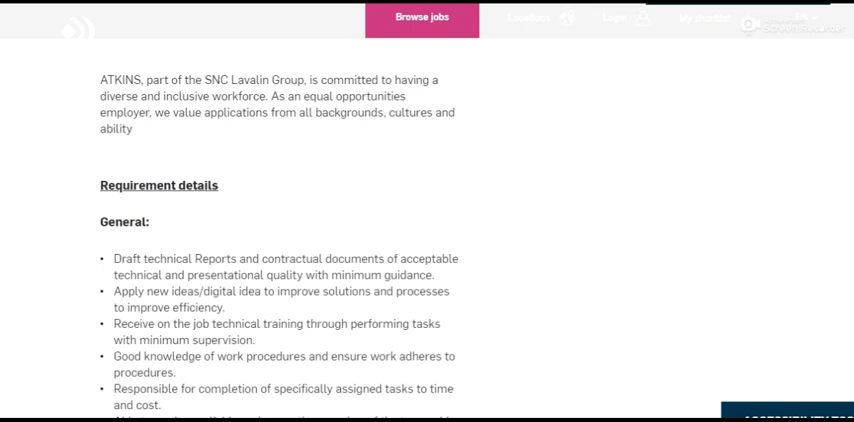 Browse jobs
Locations
Login
My shortlist
Screen Recorder
ATKINS, part of the SNC Lavalin Group, is committed to having a
diverse and inclusive workforce. As an equal opportunities
employer, we value applications from all backgrounds, cultures and
ability
Requirement details
General:
• Draft technical Reports and contractual documents of acceptable
technical and presentational quality with minimum guidance.
• Apply new ideas/digital idea to improve solutions and processes
to improve efficiency.
• Receive on the job technical training through performing tasks
with minimum supervision.
• Good knowledge of work procedures and ensure work adheres to
procedures.
• Responsible for completion of specifically assigned tasks to time
and cost.